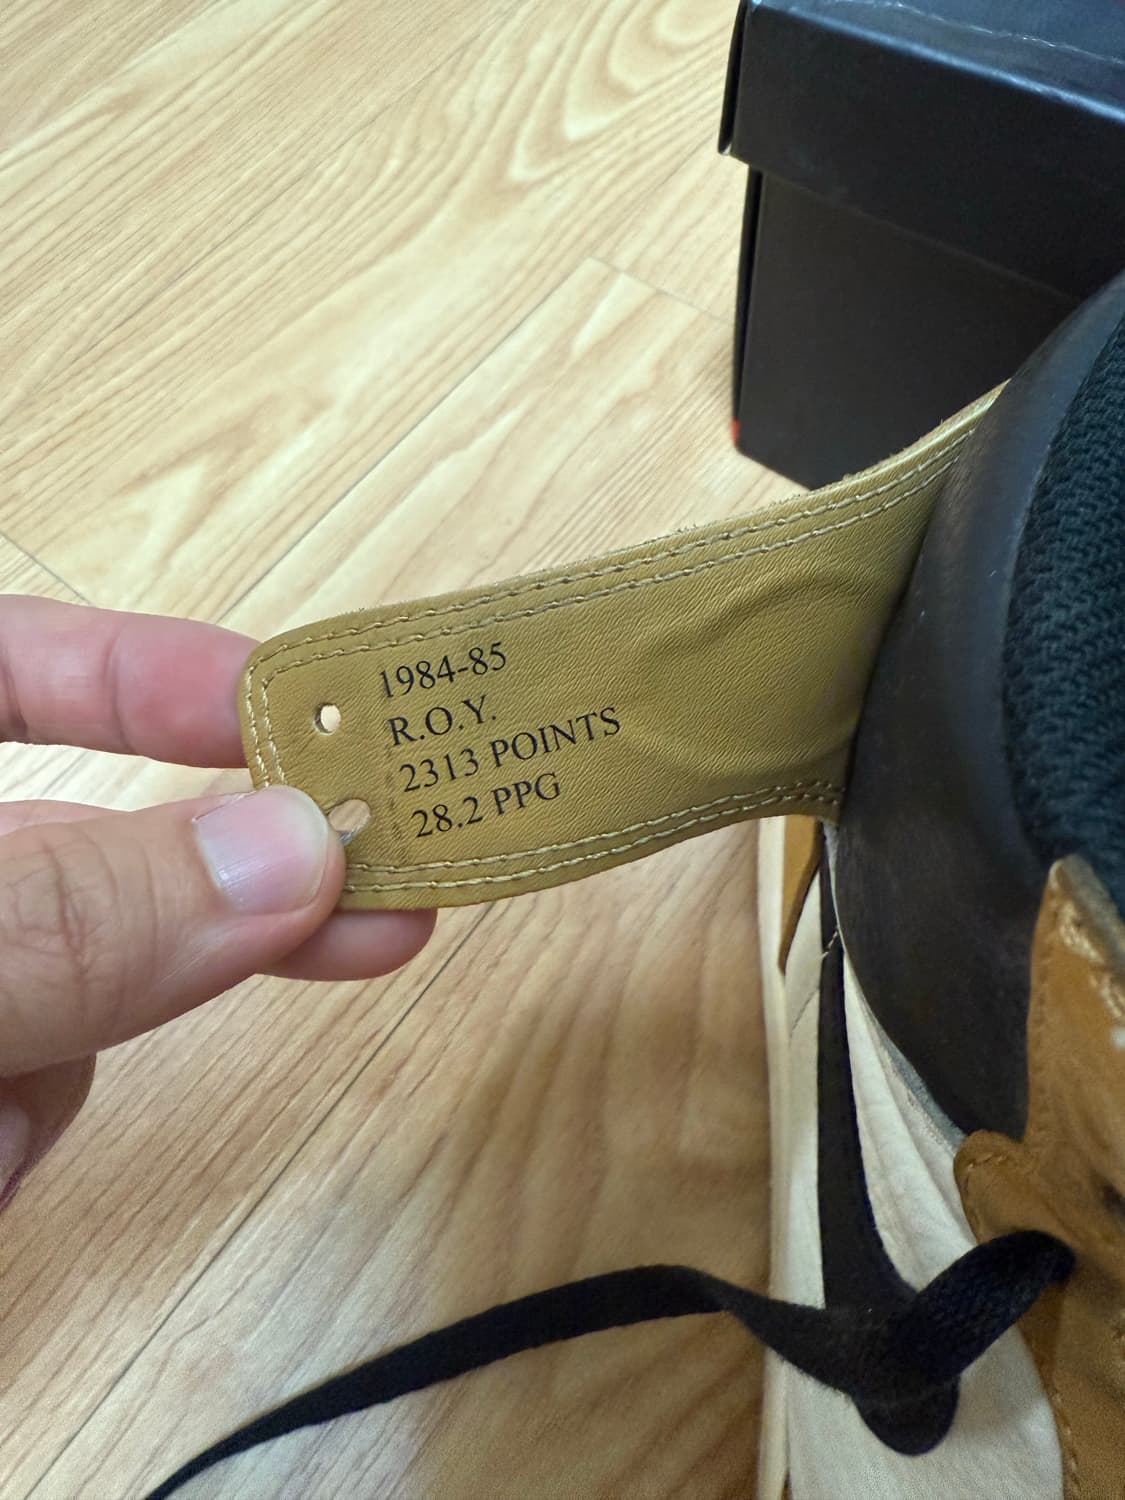 1984-85
R.O.Y.
2313 POINTS
28.2 PPG